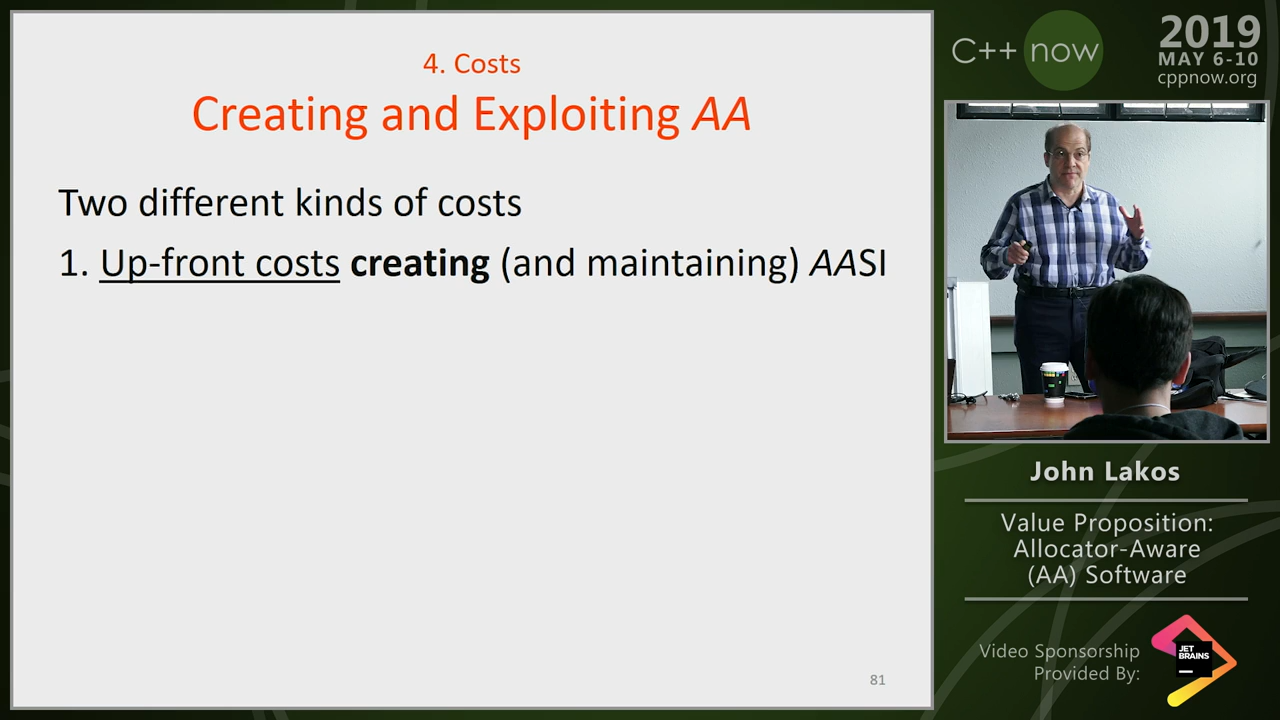 4. Costs
Creating and Exploiting AA
Two different kinds of costs
1. Up-front costs creating (and maintaining) AASI
81
C++ now
2019
MAY 6-10
cppnow.org
John Lakos
Value Proposition:
Allocator-Aware
(AA) Software
Video Sponsorship
Provided By:
JET
BRAINS